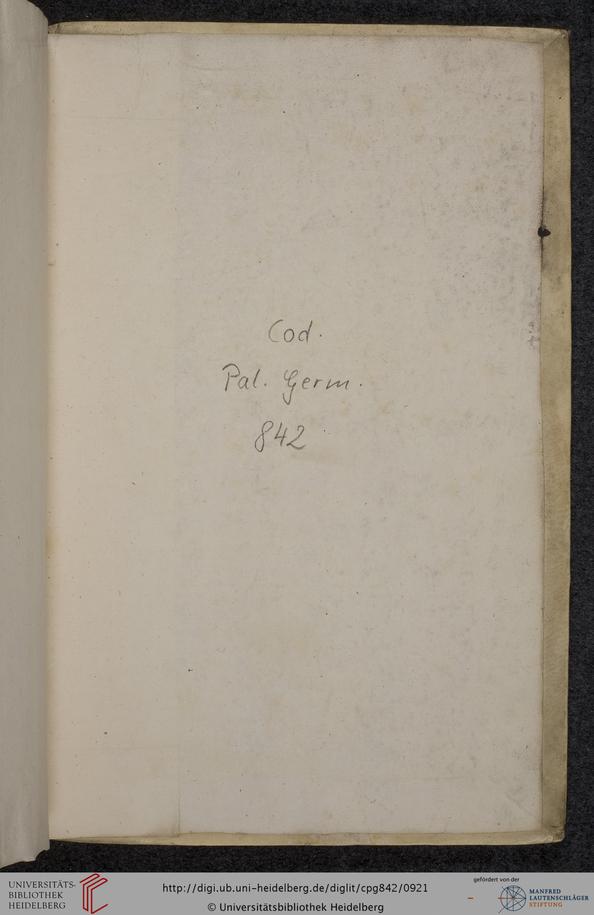 Cod.
Pal. Germ.
842
UNIVERSITÄTS-
BIBLIOTHEK
HEIDELBERG
http://digi.ub.uni-heidelberg.de/diglit/cpg842/0921
© Universitätsbibliothek Heidelberg
gefördert von der
MANFRED
LAUTENSCHLÄGER
STIFTUNG